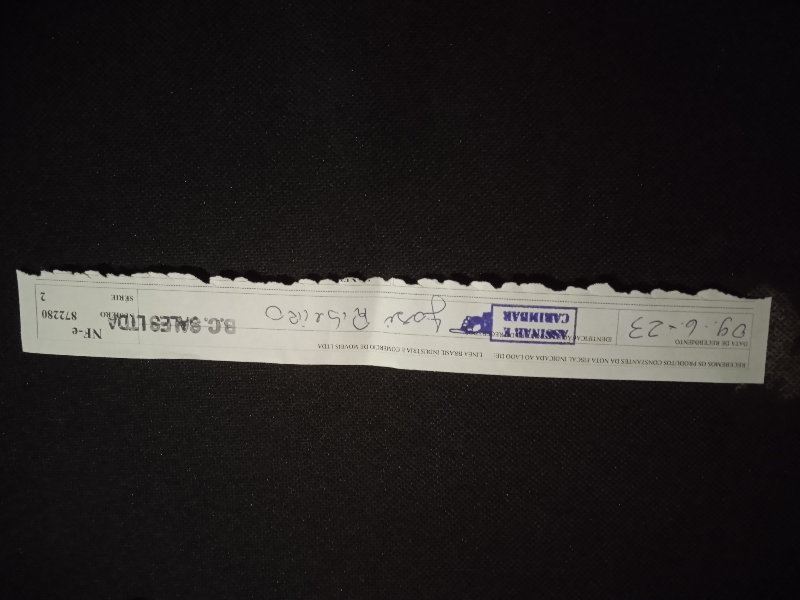 RECEBEMOS OS PRODUTOS CONSTANTES DA NOTA FISCAL INDICADA AO LADO DE LINEA BRASIL INDUSTRIA E COMERCIO DE MOVEIS LTDA
NF-e
DATA DE RECEBIMENTO
09.6-23
ASSINAR E
CARIMBAR
José Ribeiro
B.C. SALES LTDA
NÚMERO 872280
SÉRIE 2